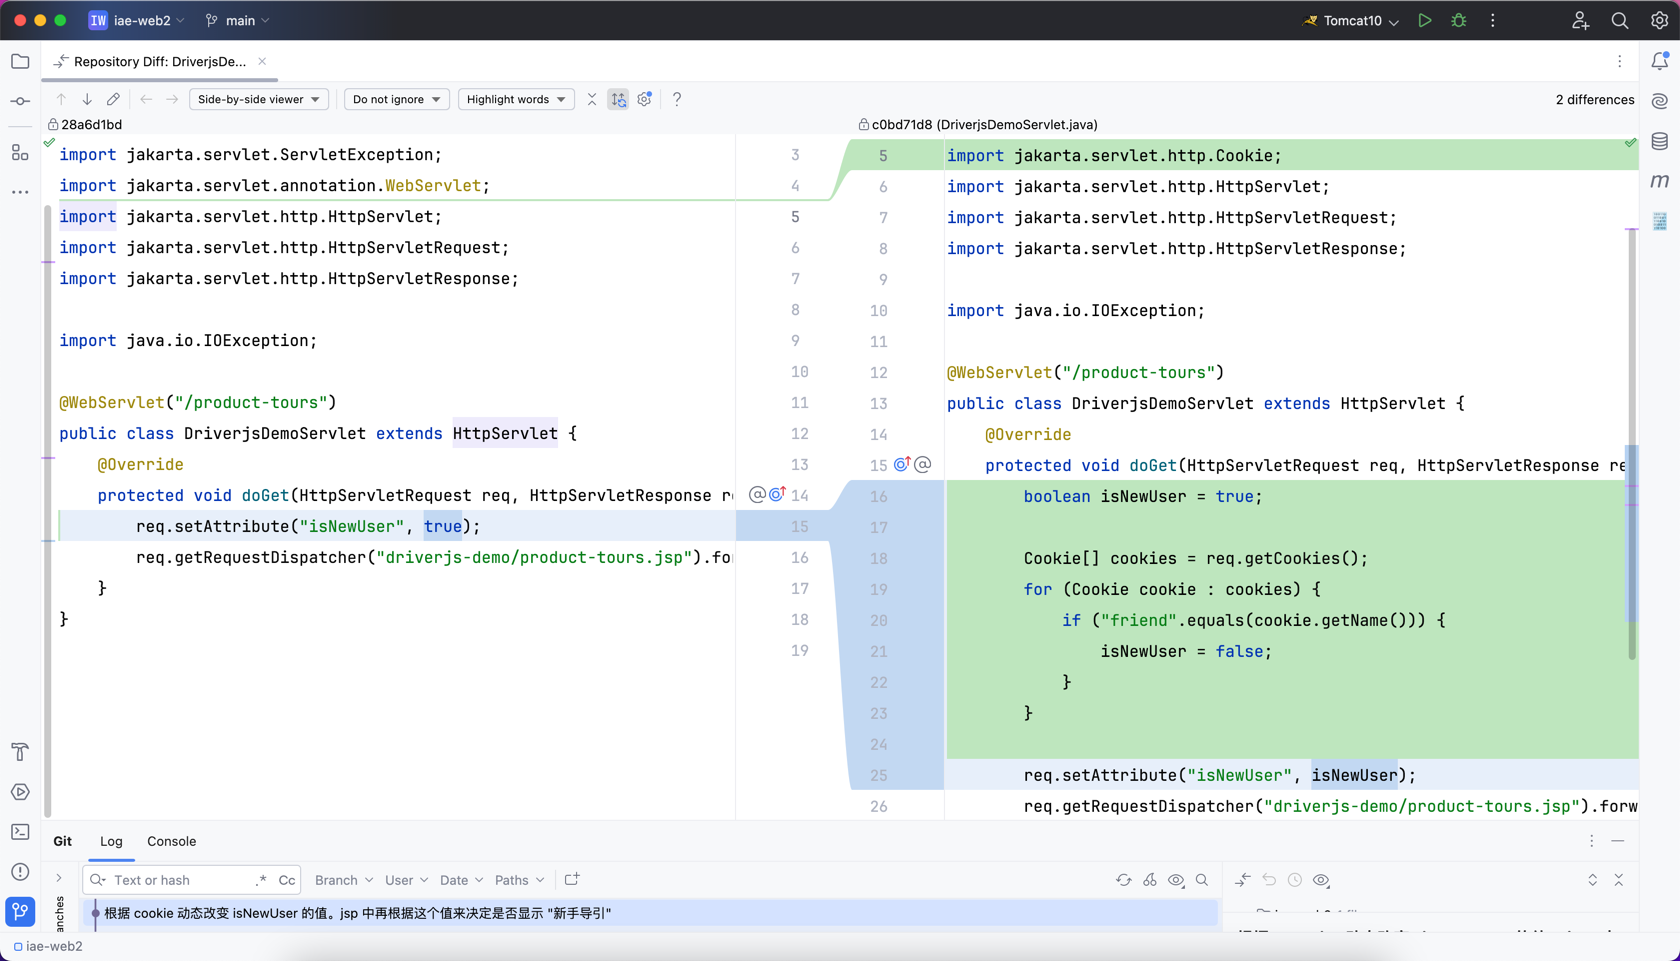 IW iae-web2 main Tomcat10
Repository Diff: DriverjsDe...
Side-by-side viewer Do not ignore Highlight words ? 2 differences
28a6d1bd
import jakarta.servlet.ServletException; 3
import jakarta.servlet.annotation.WebServlet; 4
import jakarta.servlet.http.HttpServlet; 5
import jakarta.servlet.http.HttpServletRequest; 6
import jakarta.servlet.http.HttpServletResponse; 7
8
import java.io.IOException; 9
10
@WebServlet("/product-tours") 11
public class DriverjsDemoServlet extends HttpServlet { 12
@Override 13
protected void doGet(HttpServletRequest req, HttpServletResponse r 14
req.setAttribute("isNewUser", true); 15
req.getRequestDispatcher("driverjs-demo/product-tours.jsp").fo 16
} 17
} 18
19
c0bd71d8 (DriverjsDemoServlet.java)
5 import jakarta.servlet.http.Cookie;
6 import jakarta.servlet.http.HttpServlet;
7 import jakarta.servlet.http.HttpServletRequest;
8 import jakarta.servlet.http.HttpServletResponse;
9
10 import java.io.IOException;
11
12 @WebServlet("/product-tours")
13 public class DriverjsDemoServlet extends HttpServlet {
14 @Override
15 protected void doGet(HttpServletRequest req, HttpServletResponse re
16 boolean isNewUser = true;
17
18 Cookie[] cookies = req.getCookies();
19 for (Cookie cookie : cookies) {
20 if ("friend".equals(cookie.getName())) {
21 isNewUser = false;
22 }
23 }
24
25 req.setAttribute("isNewUser", isNewUser);
26 req.getRequestDispatcher("driverjs-demo/product-tours.jsp").forw
Git Log Console
Text or hash .* Cc Branch User Date Paths
anches
根据 cookie 动态改变 isNewUser 的值。jsp 中再根据这个值来决定是否显示 "新手导引"
iae-web2